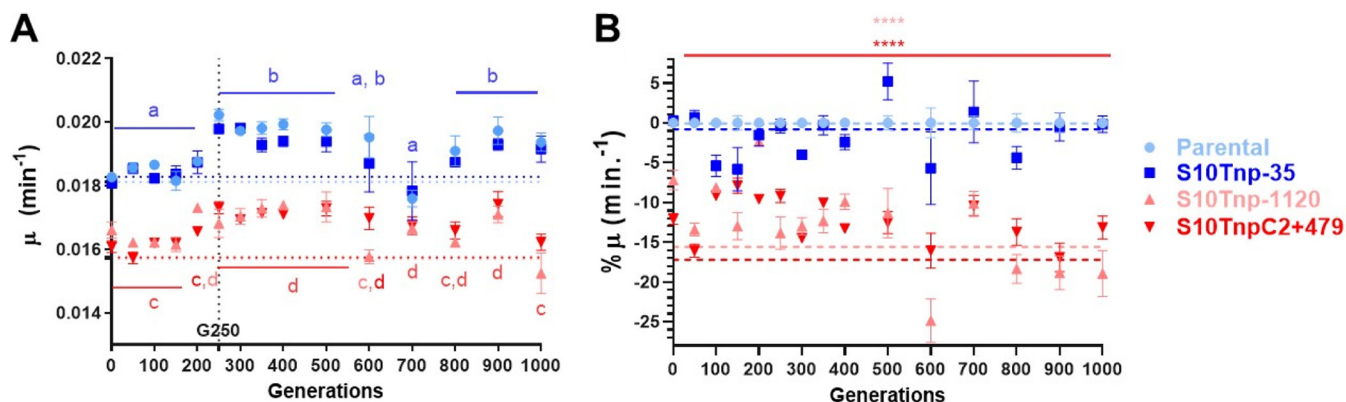 A
0.022
0.020
0.018
0.016
0.014
μ (min⁻¹)
a
b
a, b
a
b
c
c,d
d
c,d
d
c,d
d
c
G250
0 100 200 300 400 500 600 700 800 900 1000
Generations
B
****
****
5
0
-5
-10
-15
-20
-25
% μ (min.⁻¹)
0 100 200 300 400 500 600 700 800 900 1000
Generations
Parental
S10Tnp-35
S10Tnp-1120
S10TnpC2+479